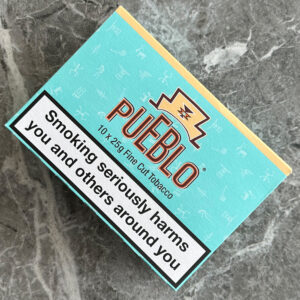 PUEBLO®
10 x 25g Fine Cut Tobacco
Smoking seriously harms
you and others around you